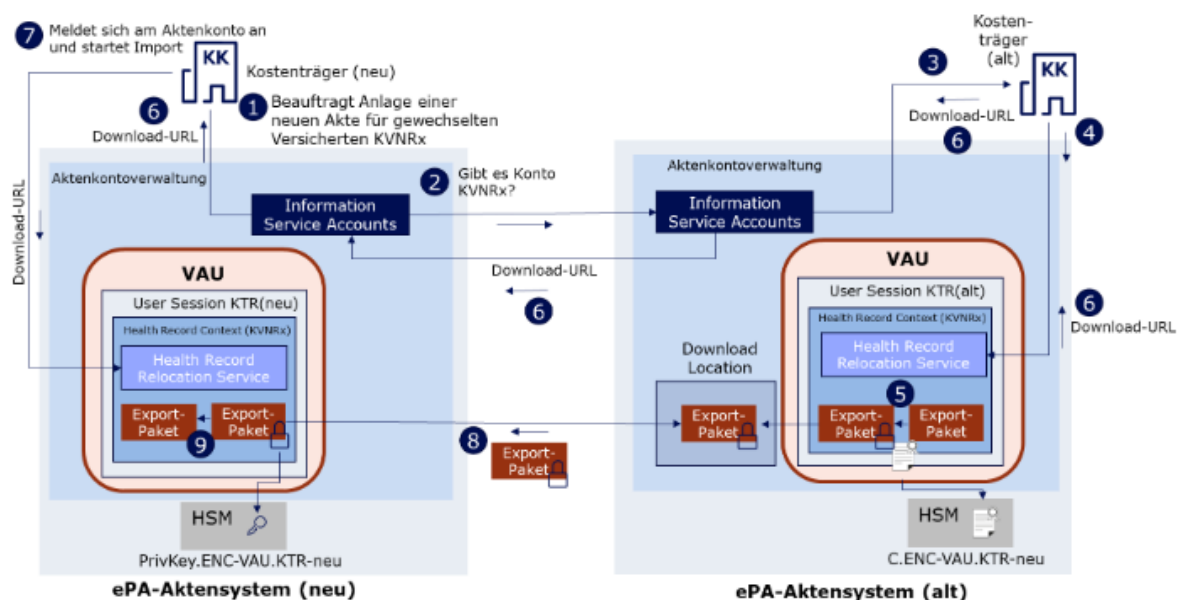 7 Meldet sich am Aktenkonto an
und startet Import
KK
Kostenträger (neu)
1 Beauftragt Anlage einer
neuen Akte für gewechselten
Versicherten KVNRx
6
Download-URL
Download-URL
Aktenkontoverwaltung
Information
Service Accounts
2 Gibt es Konto
KVNRx?
Download-URL
6
VAU
User Session KTR(neu)
Health Record Context (KVNRx)
Health Record
Relocation Service
Export-
Paket
Export-
Paket
9
HSM
PrivKey.ENC-VAU.KTR-neu
ePA-Aktensystem (neu)
8
Export-
Paket
Kosten-
träger
(alt)
KK
3
Download-URL
6
4
Aktenkontoverwaltung
Information
Service Accounts
VAU
User Session KTR(alt)
Health Record Context (KVNRx)
Health Record
Relocation Service
6
Download-URL
Download
Location
Export-
Paket
5
Export-
Paket
Export-
Paket
HSM
C.ENC-VAU.KTR-neu
ePA-Aktensystem (alt)